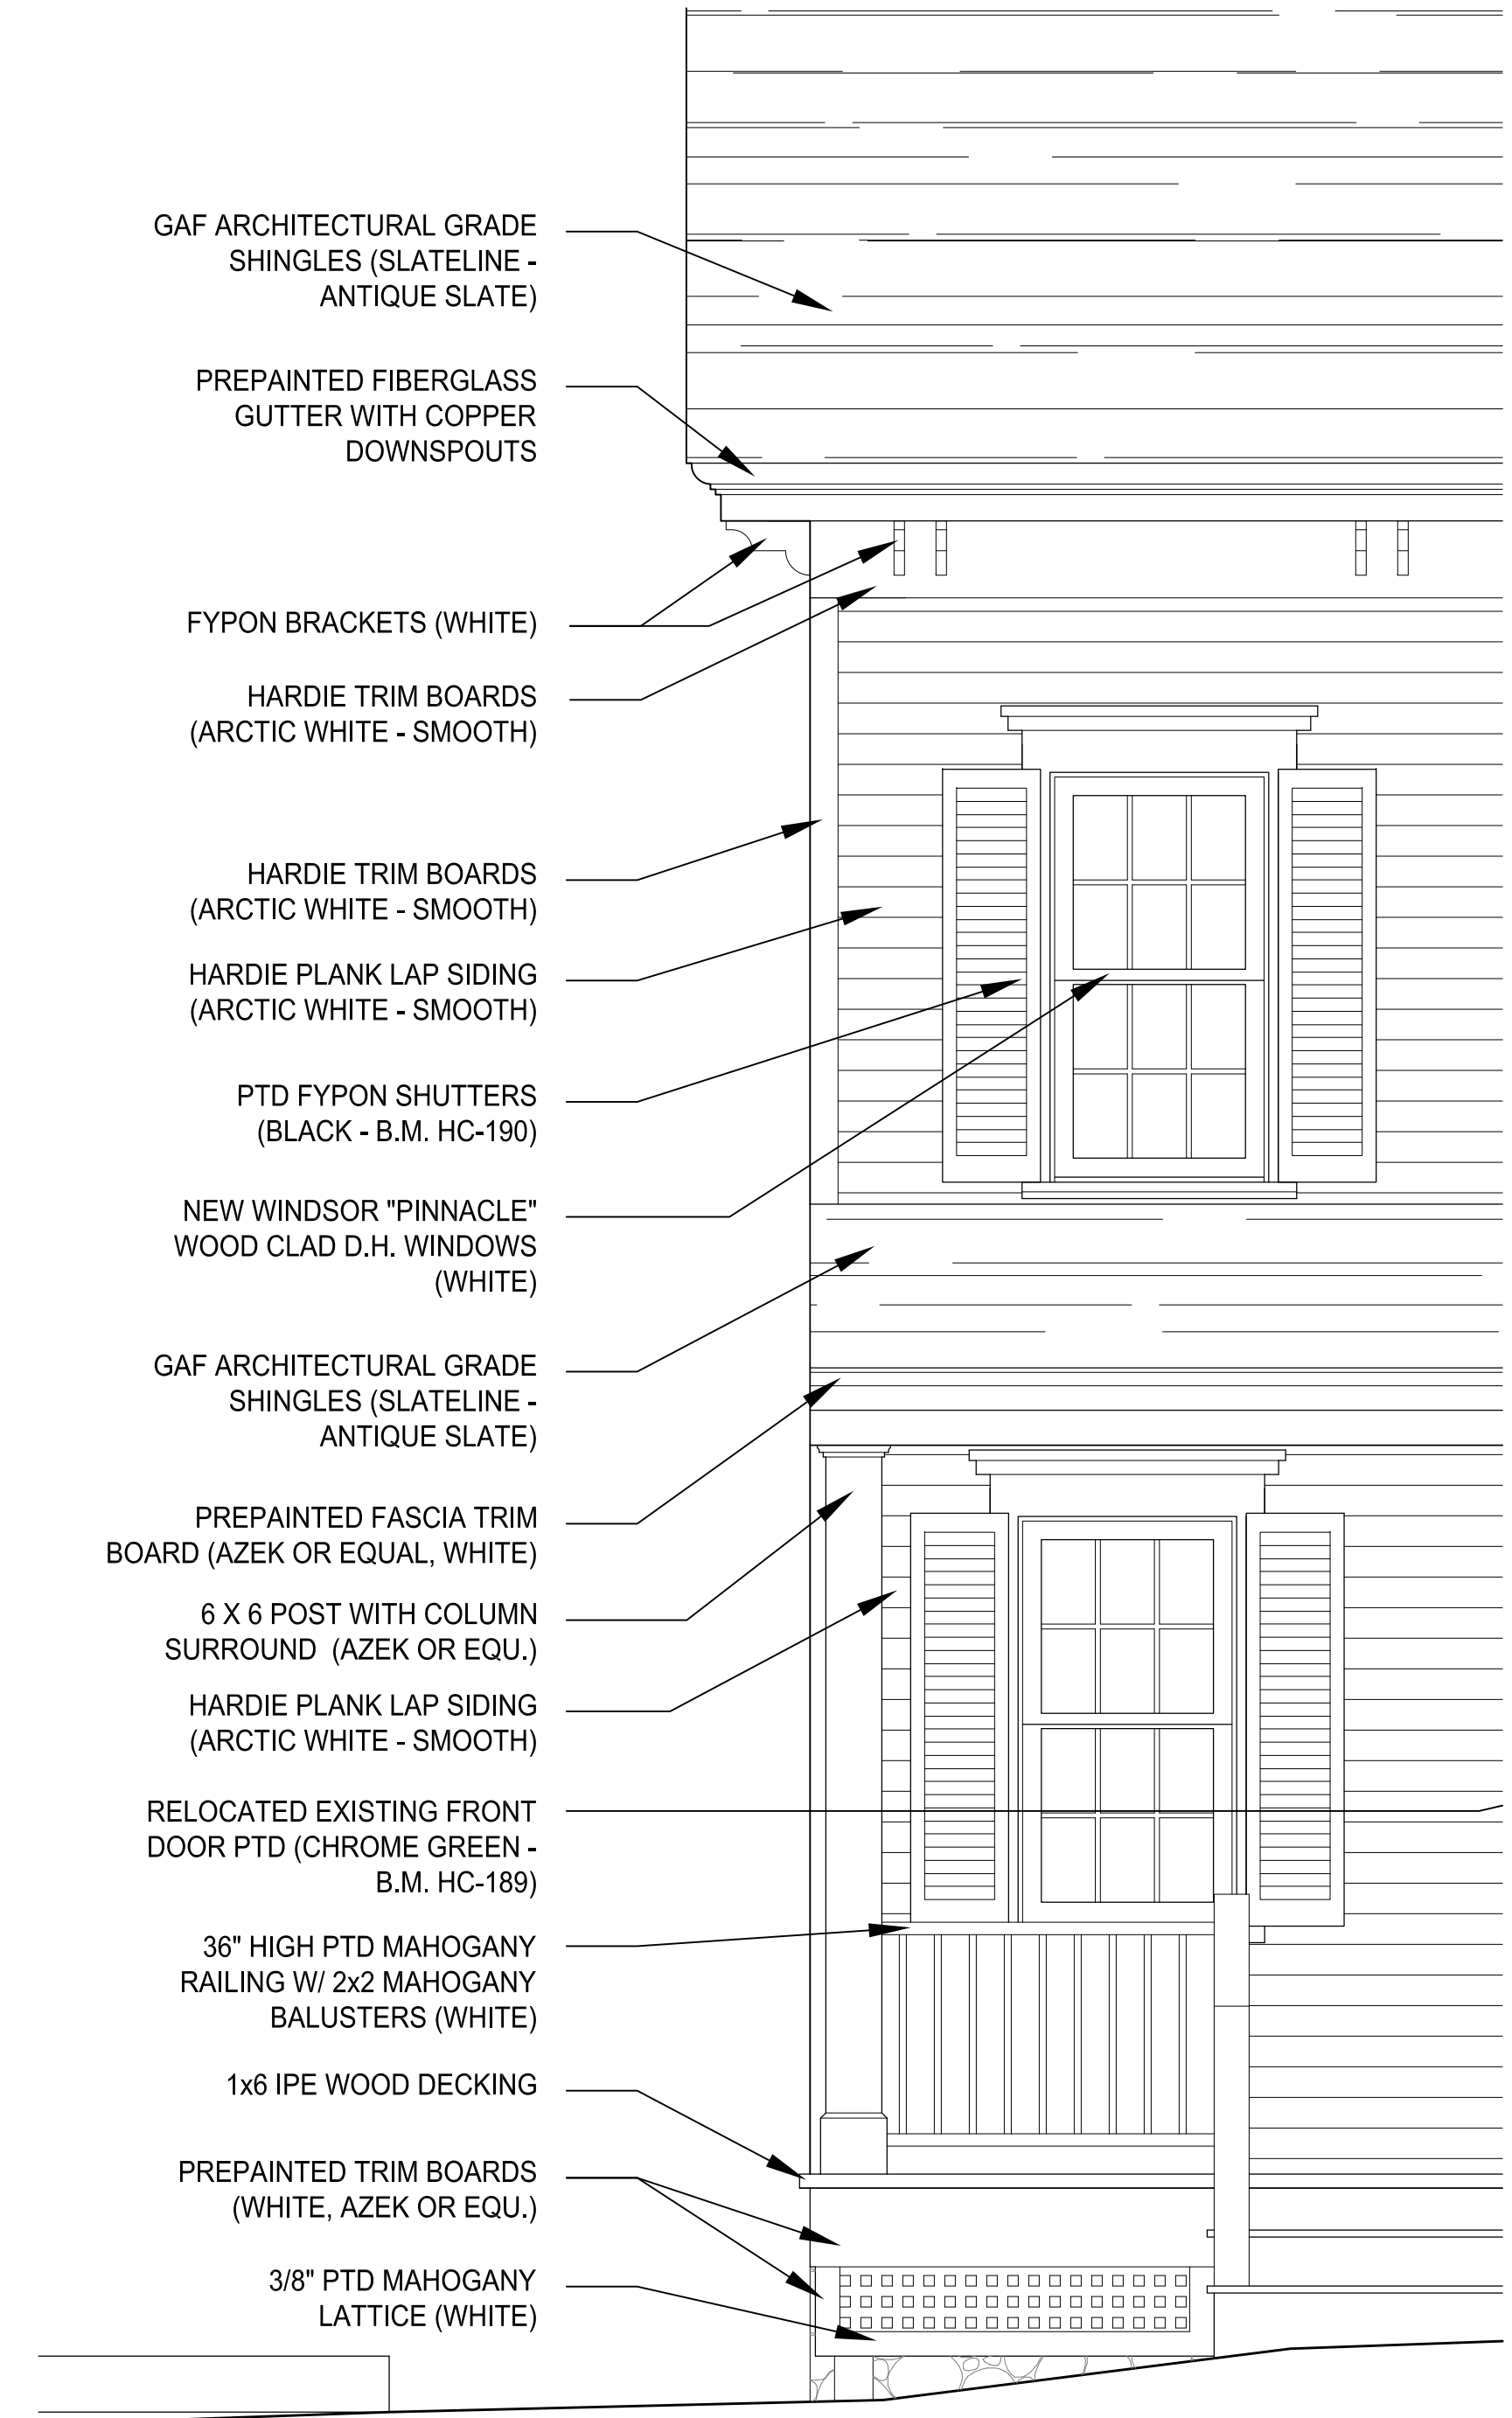 GAF ARCHITECTURAL GRADE
SHINGLES (SLATELINE -
ANTIQUE SLATE)
PREPAINTED FIBERGLASS
GUTTER WITH COPPER
DOWNSPOUTS
FYPON BRACKETS (WHITE)
HARDIE TRIM BOARDS
(ARCTIC WHITE - SMOOTH)
HARDIE TRIM BOARDS
(ARCTIC WHITE - SMOOTH)
HARDIE PLANK LAP SIDING
(ARCTIC WHITE - SMOOTH)
PTD FYPON SHUTTERS
(BLACK - B.M. HC-190)
NEW WINDSOR "PINNACLE"
WOOD CLAD D.H. WINDOWS
(WHITE)
GAF ARCHITECTURAL GRADE
SHINGLES (SLATELINE -
ANTIQUE SLATE)
PREPAINTED FASCIA TRIM
BOARD (AZEK OR EQUAL, WHITE)
6 X 6 POST WITH COLUMN
SURROUND (AZEK OR EQU.)
HARDIE PLANK LAP SIDING
(ARCTIC WHITE - SMOOTH)
RELOCATED EXISTING FRONT
DOOR PTD (CHROME GREEN -
B.M. HC-189)
36" HIGH PTD MAHOGANY
RAILING W/ 2x2 MAHOGANY
BALUSTERS (WHITE)
1x6 IPE WOOD DECKING
PREPAINTED TRIM BOARDS
(WHITE, AZEK OR EQU.)
3/8" PTD MAHOGANY
LATTICE (WHITE)